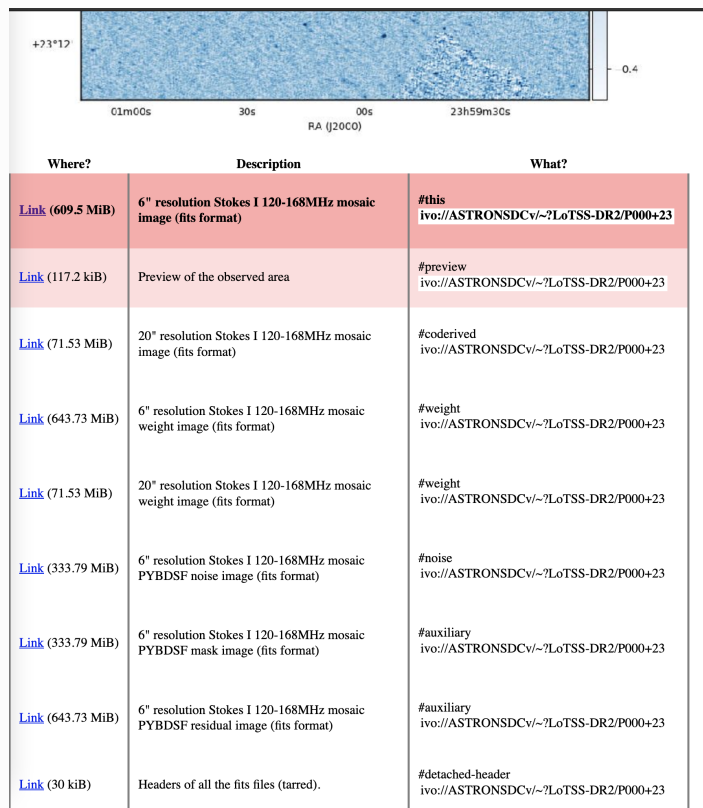 +23°12'
0.4
01m00s 30s 00s 23h59m30s
RA (J2000)
Where? Description What?
Link (609.5 MiB)
6" resolution Stokes I 120-168MHz mosaic
image (fits format)
#this
ivo://ASTRONSDCv/~?LoTSS-DR2/P000+23
Link (117.2 kiB)
Preview of the observed area
#preview
ivo://ASTRONSDCv/~?LoTSS-DR2/P000+23
Link (71.53 MiB)
20" resolution Stokes I 120-168MHz mosaic
image (fits format)
#coderived
ivo://ASTRONSDCv/~?LoTSS-DR2/P000+23
Link (643.73 MiB)
6" resolution Stokes I 120-168MHz mosaic
weight image (fits format)
#weight
ivo://ASTRONSDCv/~?LoTSS-DR2/P000+23
Link (71.53 MiB)
20" resolution Stokes I 120-168MHz mosaic
weight image (fits format)
#weight
ivo://ASTRONSDCv/~?LoTSS-DR2/P000+23
Link (333.79 MiB)
6" resolution Stokes I 120-168MHz mosaic
PYBDSF noise image (fits format)
#noise
ivo://ASTRONSDCv/~?LoTSS-DR2/P000+23
Link (333.79 MiB)
6" resolution Stokes I 120-168MHz mosaic
PYBDSF mask image (fits format)
#auxiliary
ivo://ASTRONSDCv/~?LoTSS-DR2/P000+23
Link (643.73 MiB)
6" resolution Stokes I 120-168MHz mosaic
PYBDSF residual image (fits format)
#auxiliary
ivo://ASTRONSDCv/~?LoTSS-DR2/P000+23
Link (30 kiB)
Headers of all the fits files (tarred).
#detached-header
ivo://ASTRONSDCv/~?LoTSS-DR2/P000+23